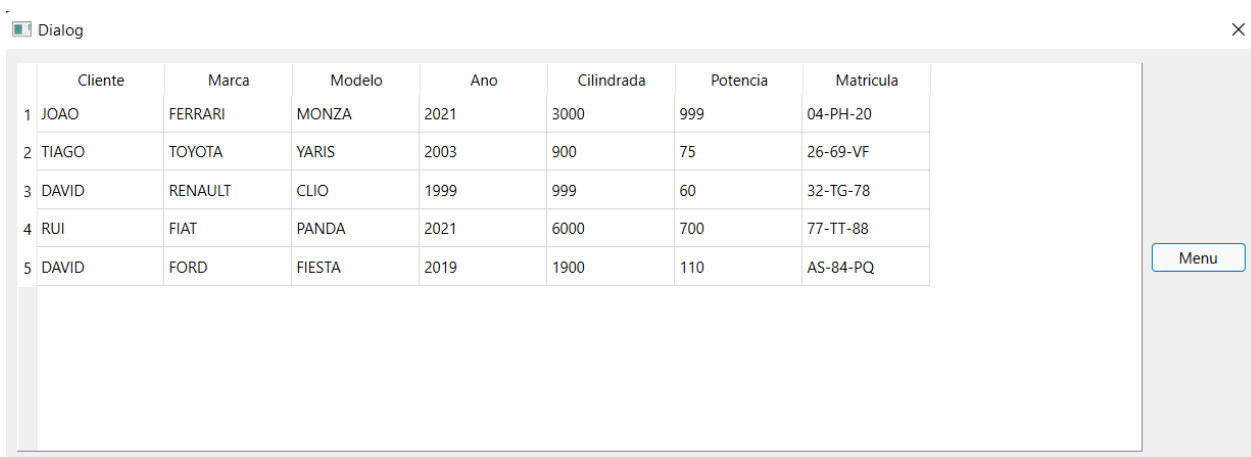 Dialog
Cliente Marca Modelo Ano Cilindrada Potencia Matricula
1 JOAO FERRARI MONZA 2021 3000 999 04-PH-20
2 TIAGO TOYOTA YARIS 2003 900 75 26-69-VF
3 DAVID RENAULT CLIO 1999 999 60 32-TG-78
4 RUI FIAT PANDA 2021 6000 700 77-TT-88
5 DAVID FORD FIESTA 2019 1900 110 AS-84-PQ
Menu